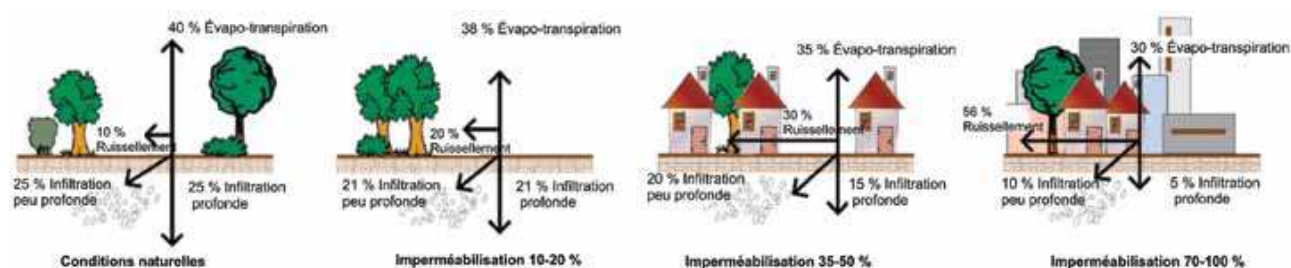 40 % Évapo-transpiration
10 %
Ruissellement
25 % Infiltration
peu profonde
25 % Infiltration
profonde
Conditions naturelles
38 % Évapo-transpiration
20 %
Ruissellement
21 % Infiltration
peu profonde
21 % Infiltration
profonde
Imperméabilisation 10-20 %
35 % Évapo-transpiration
30 %
Ruissellement
20 % Infiltration
peu profonde
15 % Infiltration
profonde
Imperméabilisation 35-50 %
30 % Évapo-transpiration
56 %
Ruissellement
10 % Infiltration
peu profonde
5 % Infiltration
profonde
Imperméabilisation 70-100 %